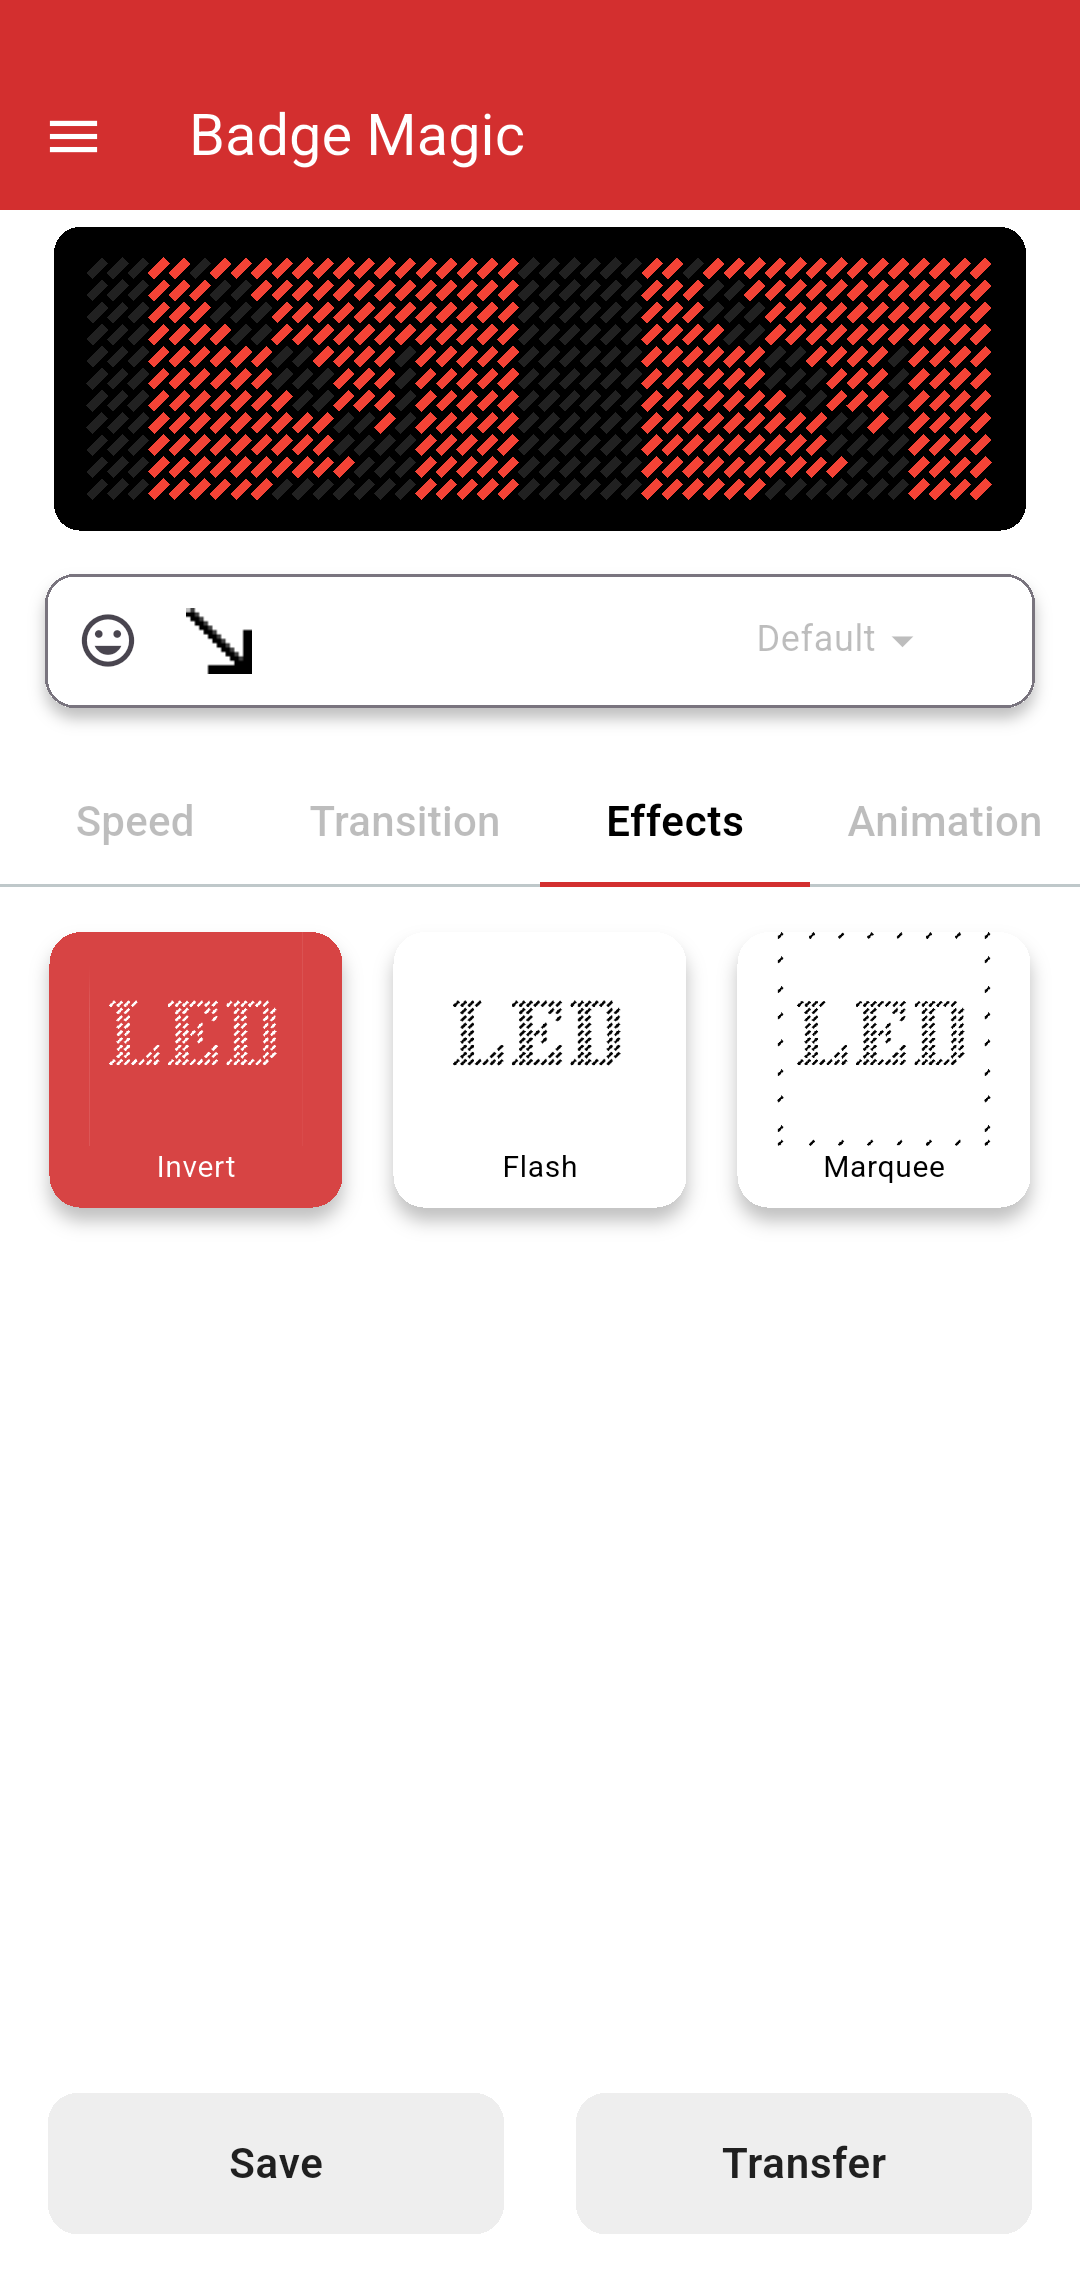 Badge Magic
Default
Speed Transition Effects Animation
LED LED LED
Invert Flash Marquee
Save Transfer